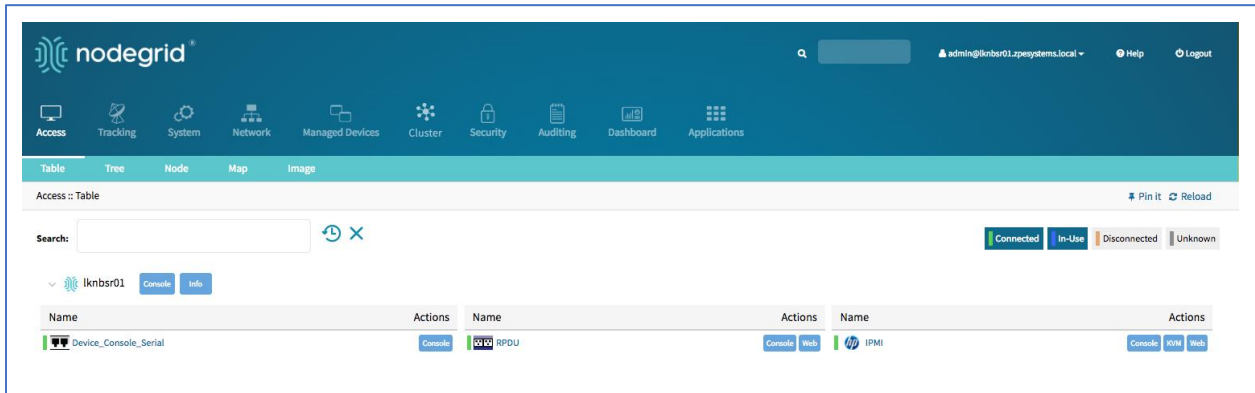 nodegrid®
admin@lknbsr01.zpesystems.local
Help
Logout
Access
Tracking
System
Network
Managed Devices
Cluster
Security
Auditing
Dashboard
Applications
Table
Tree
Node
Map
Image
Access :: Table
Pin it
Reload
Search:
Connected
In-Use
Disconnected
Unknown
lknbsr01
Console
Info
Name
Actions
Name
Actions
Name
Actions
Device_Console_Serial
Console
RPDU
Console
Web
hp
IPMI
Console
KVM
Web